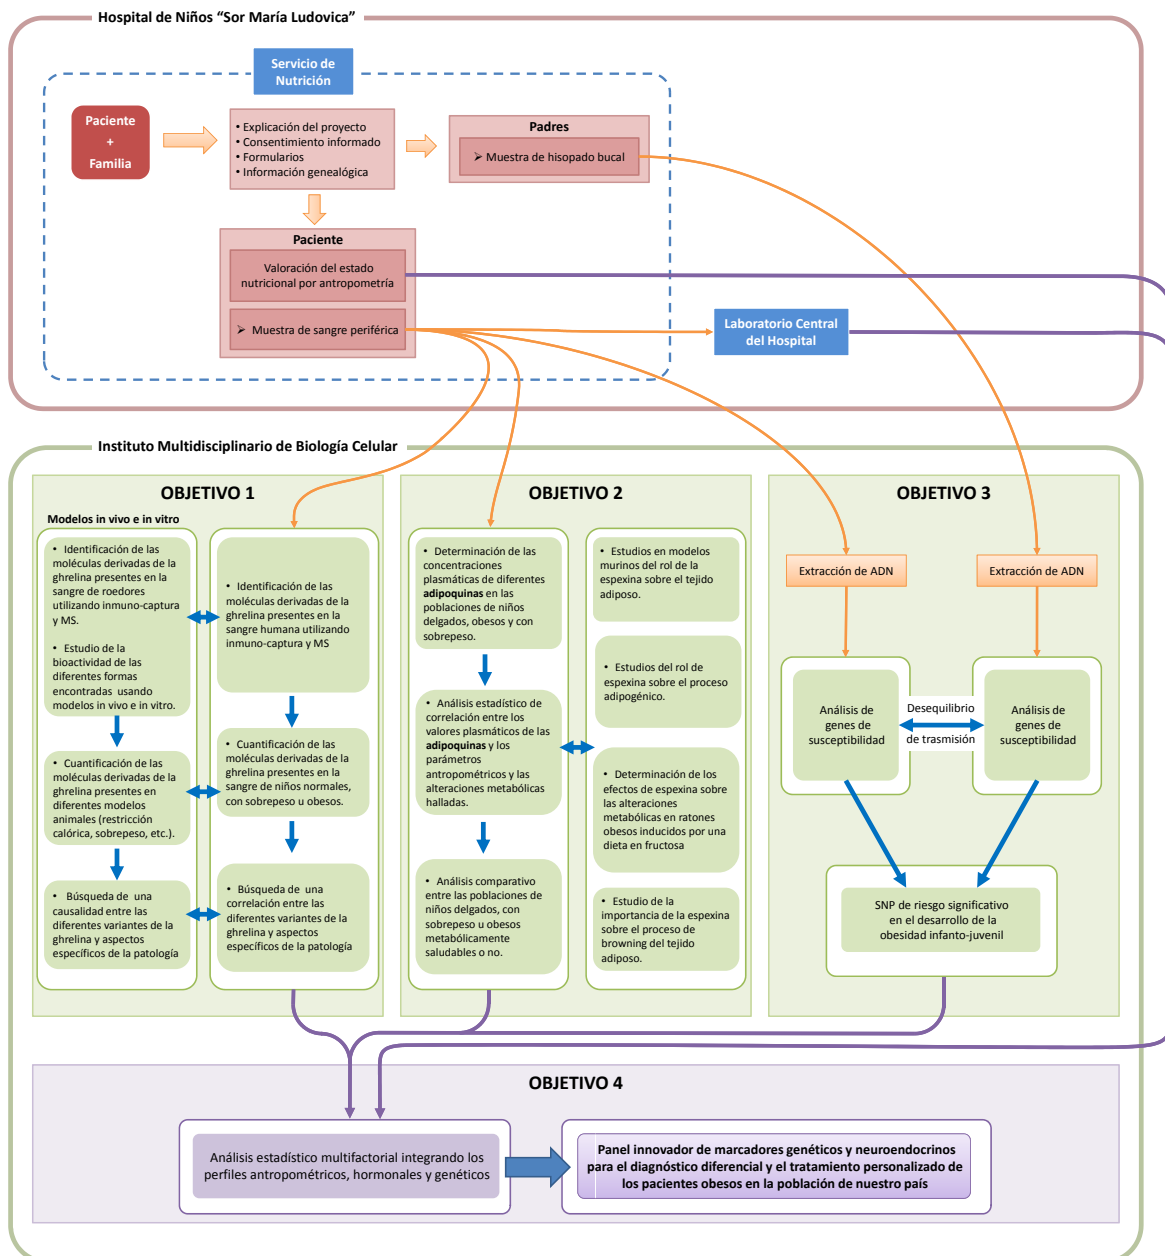 Hospital de Niños “Sor María Ludovica”
Servicio de
Nutrición
Paciente
+
Familia
• Explicación del proyecto
• Consentimiento informado
• Formularios
• Información genealógica
Padres
➢ Muestra de hisopado bucal
Paciente
Valoración del estado
nutricional por antropometría
➢ Muestra de sangre periférica
Laboratorio Central
del Hospital
Instituto Multidisciplinario de Biología Celular
OBJETIVO 1
Modelos in vivo e in vitro
• Identificación de las
moléculas derivadas de la
ghrelina presentes en la
sangre de roedores
utilizando inmuno-captura
y MS.
• Estudio de la
bioactividad de las
diferentes formas
encontradas usando
modelos in vivo e in vitro.
• Cuantificación de las
moléculas derivadas de la
ghrelina presentes en
diferentes modelos
animales (restricción
calórica, sobrepeso, etc.).
• Búsqueda de una
causalidad entre las
diferentes variantes de la
ghrelina y aspectos
específicos de la patología
• Identificación de las
moléculas derivadas de la
ghrelina presentes en la
sangre humana utilizando
inmuno-captura y MS
• Cuantificación de las
moléculas derivadas de la
ghrelina presentes en la
sangre de niños normales,
con sobrepeso u obesos.
• Búsqueda de una
correlación entre las
diferentes variantes de la
ghrelina y aspectos
específicos de la patología
OBJETIVO 2
• Determinación de las
concentraciones
plasmáticas de diferentes
adipoquinas en las
poblaciones de niños
delgados, obesos y con
sobrepeso.
• Análisis estadístico de
correlación entre los
valores plasmáticos de las
adipoquinas y los
parámetros
antropométricos y las
alteraciones metabólicas
halladas.
• Análisis comparativo
entre las poblaciones de
niños delgados, con
sobrepeso u obesos
metabólicamente
saludables o no.
• Estudios en modelos
murinos del rol de la
espexina sobre el tejido
adiposo.
• Estudios del rol de
espexina sobre el proceso
adipogénico.
• Determinación de los
efectos de espexina sobre
las alteraciones
metabólicas en ratones
obesos inducidos por una
dieta en fructosa
• Estudio de la
importancia de la espexina
sobre el proceso de
browning del tejido
adiposo.
OBJETIVO 3
Extracción de ADN
Extracción de ADN
Análisis de
genes de
susceptibilidad
Desequilibrio
de trasmisión
Análisis de
genes de
susceptibilidad
SNP de riesgo significativo
en el desarrollo de la
obesidad infanto-juvenil
OBJETIVO 4
Análisis estadístico multifactorial integrando los
perfiles antropométricos, hormonales y genéticos
Panel innovador de marcadores genéticos y neuroendocrinos
para el diagnóstico diferencial y el tratamiento personalizado de
los pacientes obesos en la población de nuestro país